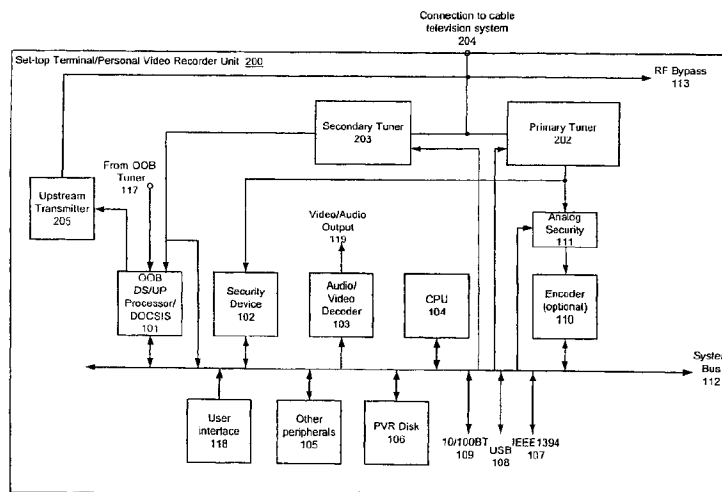 Connection to cable
television system
204
Set-top Terminal/Personal Video Recorder Unit 200
RF Bypass
113
Secondary Tuner
203
Primary Tuner
202
From OOB
Tuner
117
Upstream
Transmitter
205
Video/Audio
Output
119
Analog
Security
111
OOB
DS/UP
Processor/
DOCSIS
101
Security
Device
102
Audio/
Video
Decoder
103
CPU
104
Encoder
(optional)
110
System
Bus
112
User
interface
118
Other
peripherals
105
PVR Disk
106
10/100BT
109
USB
108
IEEE1394
107